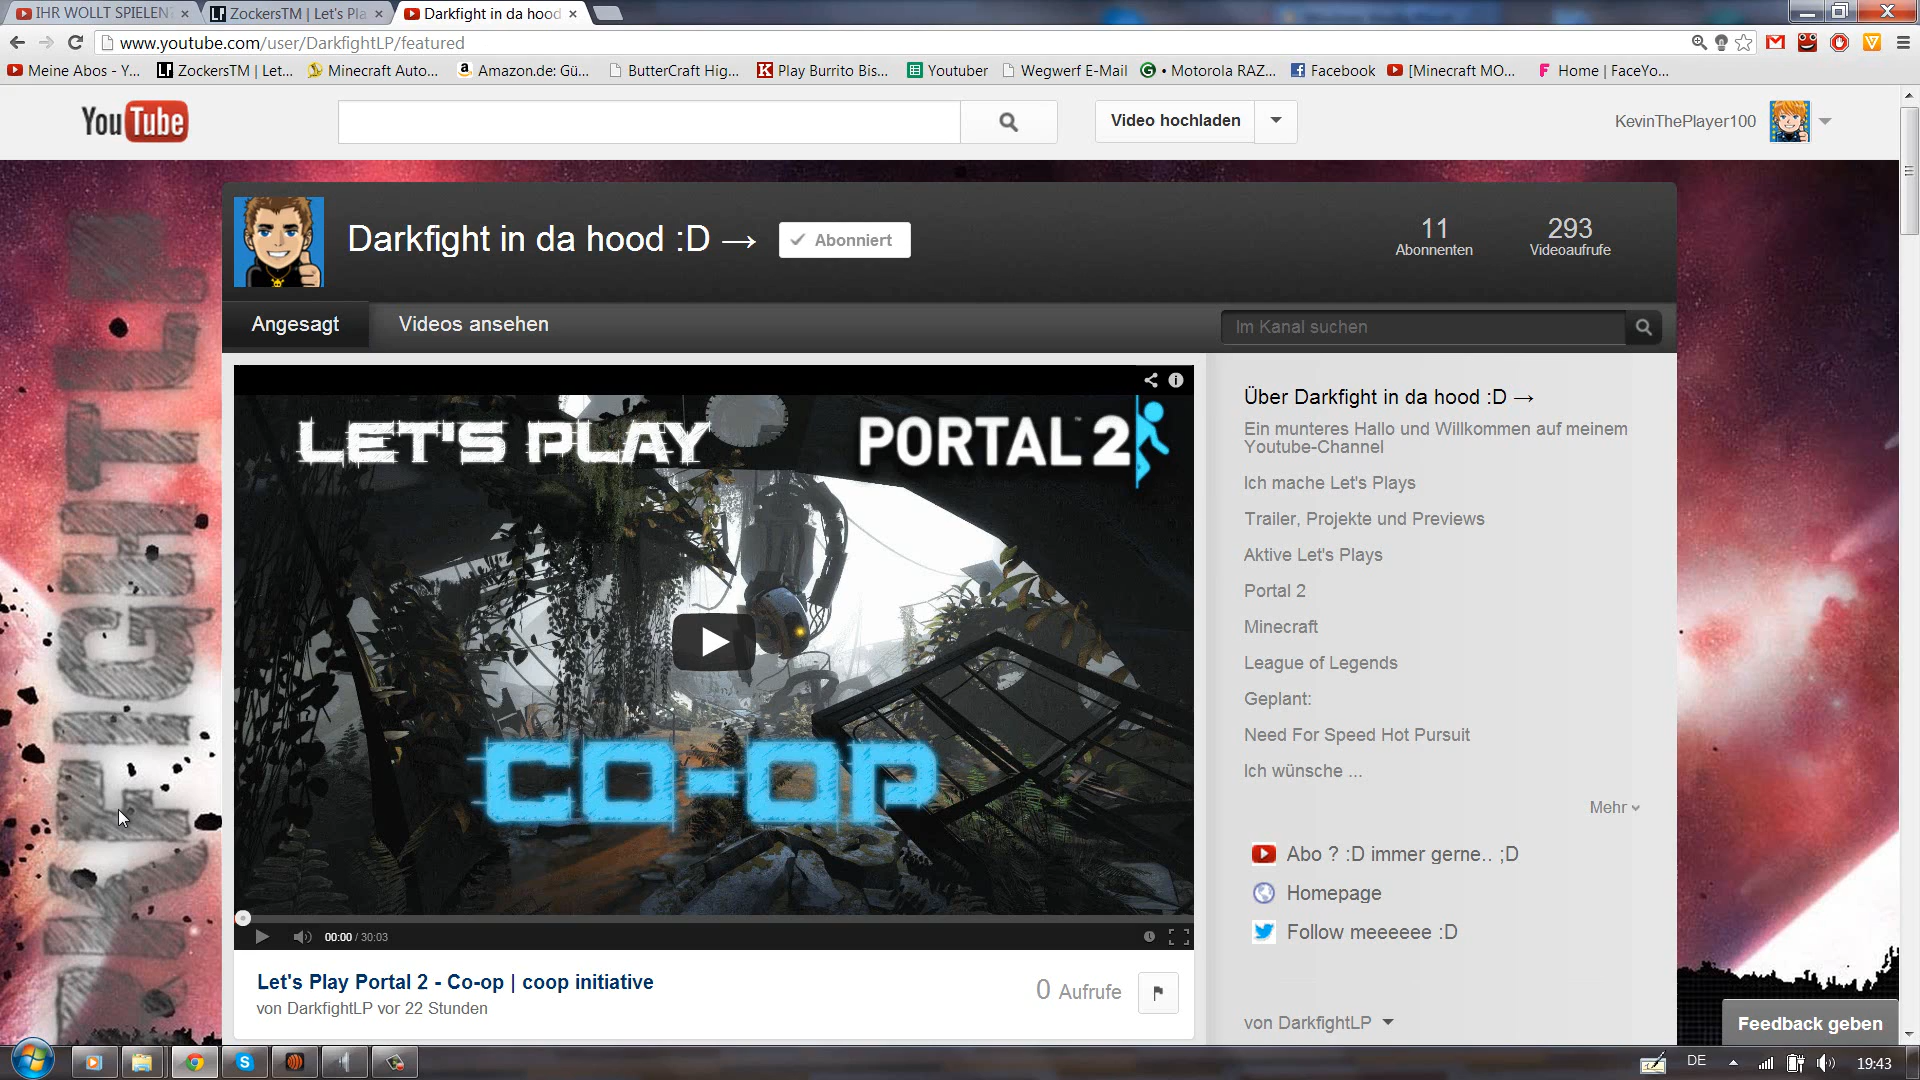 IHR WOLLT SPIELEN
ZockersTM | Let's Pla
Darkfight in da hood
www.youtube.com/user/DarkfightLP/featured
Meine Abos - Y...
ZockersTM | Let...
Minecraft Auto...
Amazon.de: Gü...
ButterCraft Hig...
Play Burrito Bis...
Youtuber
Wegwerf E-Mail
• Motorola RAZ...
Facebook
[Minecraft MO...
Home | FaceYo...
YouTube
Video hochladen
KevinThePlayer100
Darkfight in da hood :D →
Abonniert
11
Abonnenten
293
Videoaufrufe
Angesagt
Videos ansehen
Im Kanal suchen
LET'S PLAY
PORTAL 2
CO-OP
00:00 / 30:03
Let's Play Portal 2 - Co-op | coop initiative
von DarkfightLP vor 22 Stunden
0 Aufrufe
Über Darkfight in da hood :D →
Ein munteres Hallo und Willkommen auf meinem
Youtube-Channel
Ich mache Let's Plays
Trailer, Projekte und Previews
Aktive Let's Plays
Portal 2
Minecraft
League of Legends
Geplant:
Need For Speed Hot Pursuit
Ich wünsche ...
Mehr
Abo ? :D immer gerne.. ;D
Homepage
Follow meeeeee :D
von DarkfightLP
Feedback geben
DE
19:43